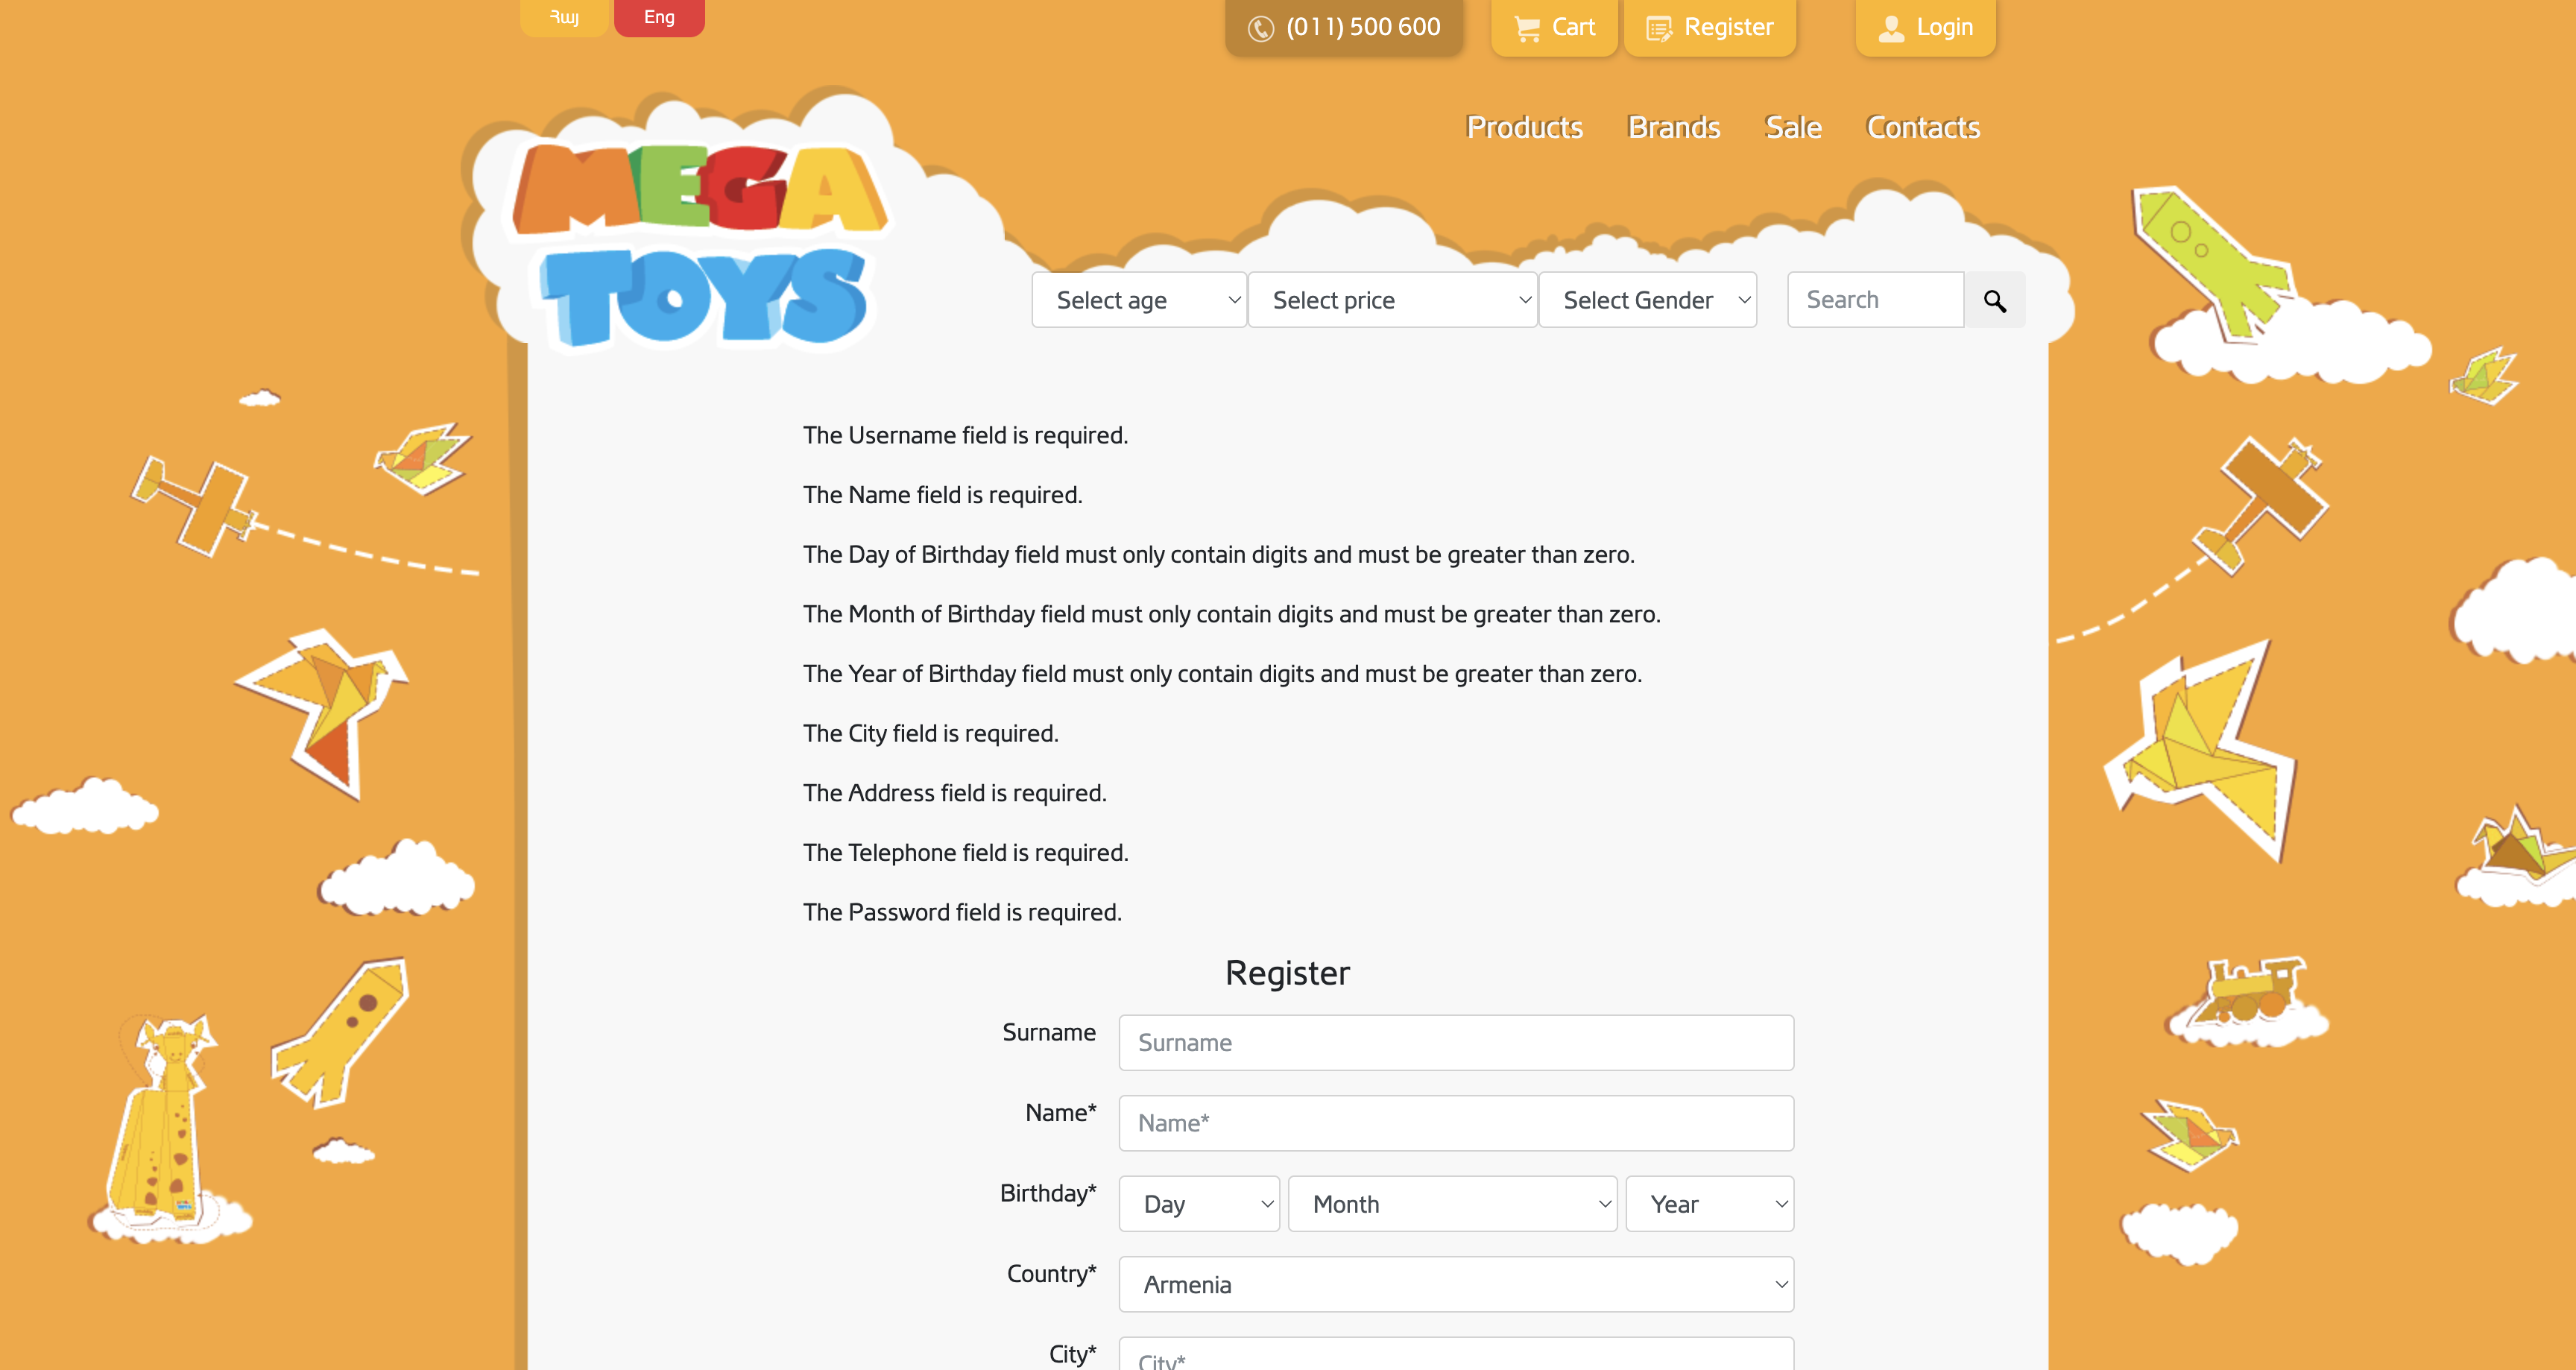 Հայ
Eng
(011) 500 600
Cart
Register
Login
Products
Brands
Sale
Contacts
MEGA
TOYS
Select age
Select price
Select Gender
Search
The Username field is required.
The Name field is required.
The Day of Birthday field must only contain digits and must be greater than zero.
The Month of Birthday field must only contain digits and must be greater than zero.
The Year of Birthday field must only contain digits and must be greater than zero.
The City field is required.
The Address field is required.
The Telephone field is required.
The Password field is required.
Register
Surname
Surname
Name*
Name*
Birthday*
Day
Month
Year
Country*
Armenia
City*
City*